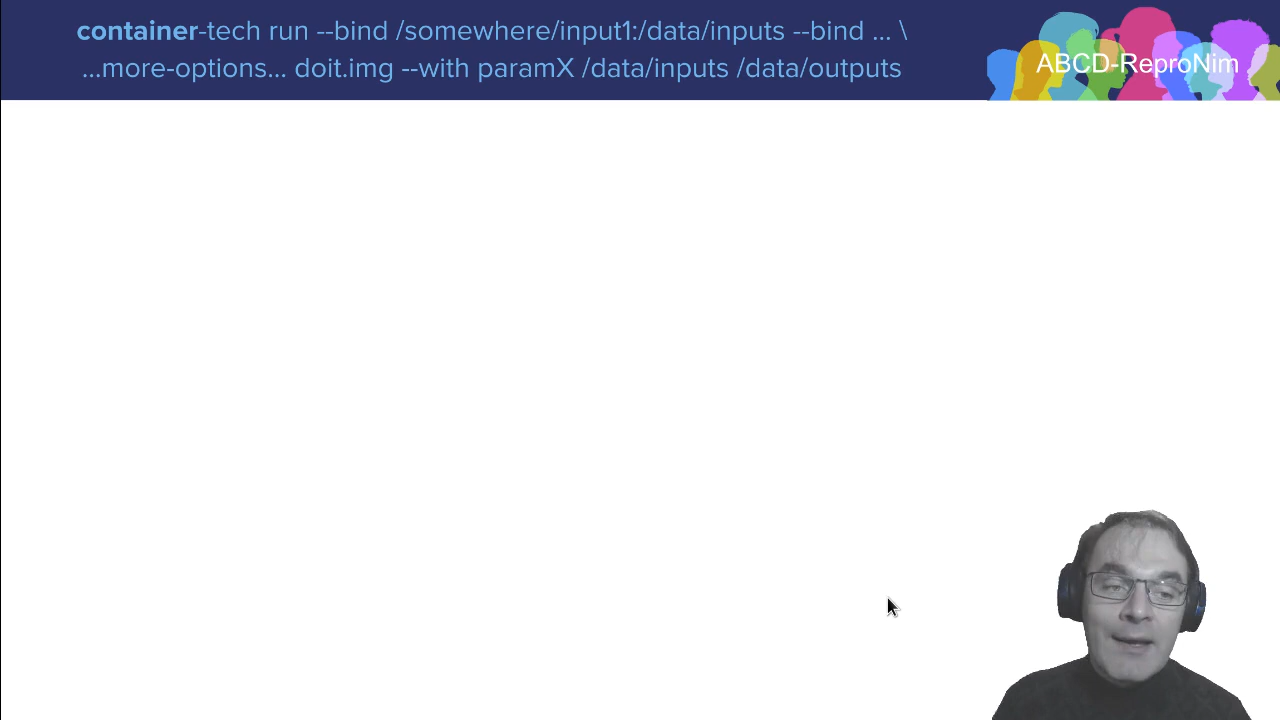 container-tech run --bind /somewhere/input1:/data/inputs --bind ... \
...more-options... doit.img --with paramX /data/inputs /data/outputs
ABCD-ReproNim